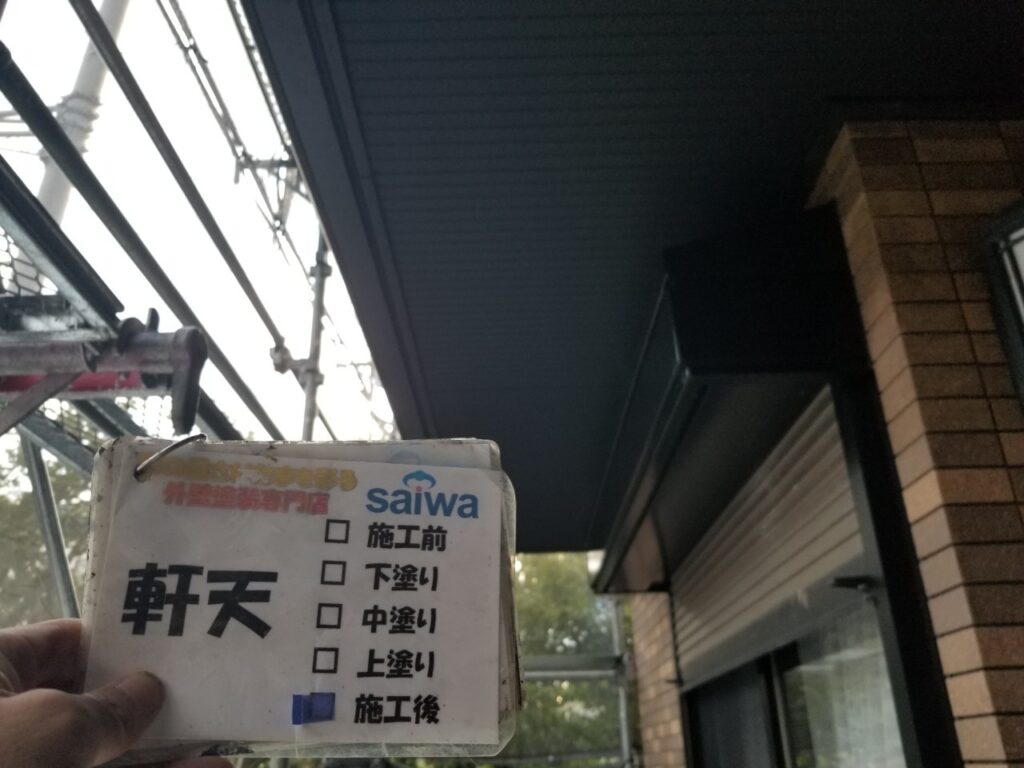 外壁塗装専門店
saiwa
軒天
□ 施工前
□ 下塗り
□ 中塗り
□ 上塗り
施工後